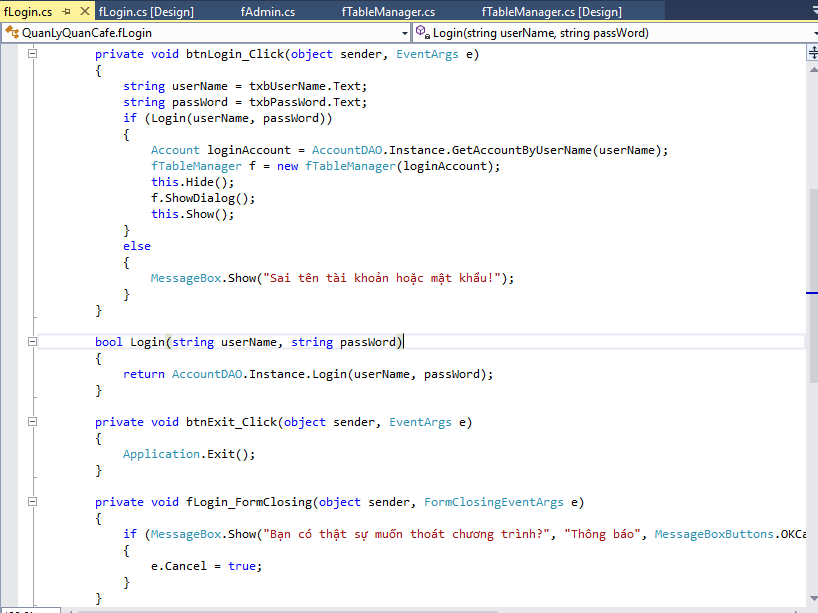 fLogin.cs fLogin.cs [Design] fAdmin.cs fTableManager.cs fTableManager.cs [Design]
QuanLyQuanCafe.fLogin Login(string userName, string passWord)
private void btnLogin_Click(object sender, EventArgs e)
{
string userName = txbUserName.Text;
string passWord = txbPassWord.Text;
if (Login(userName, passWord))
{
Account loginAccount = AccountDAO.Instance.GetAccountByUserName(userName);
fTableManager f = new fTableManager(loginAccount);
this.Hide();
f.ShowDialog();
this.Show();
}
else
{
MessageBox.Show("Sai tên tài khoản hoặc mật khẩu!");
}
}
bool Login(string userName, string passWord)
{
return AccountDAO.Instance.Login(userName, passWord);
}
private void btnExit_Click(object sender, EventArgs e)
{
Application.Exit();
}
private void fLogin_FormClosing(object sender, FormClosingEventArgs e)
{
if (MessageBox.Show("Bạn có thật sự muốn thoát chương trình?", "Thông báo", MessageBoxButtons.OKCa
{
e.Cancel = true;
}
}